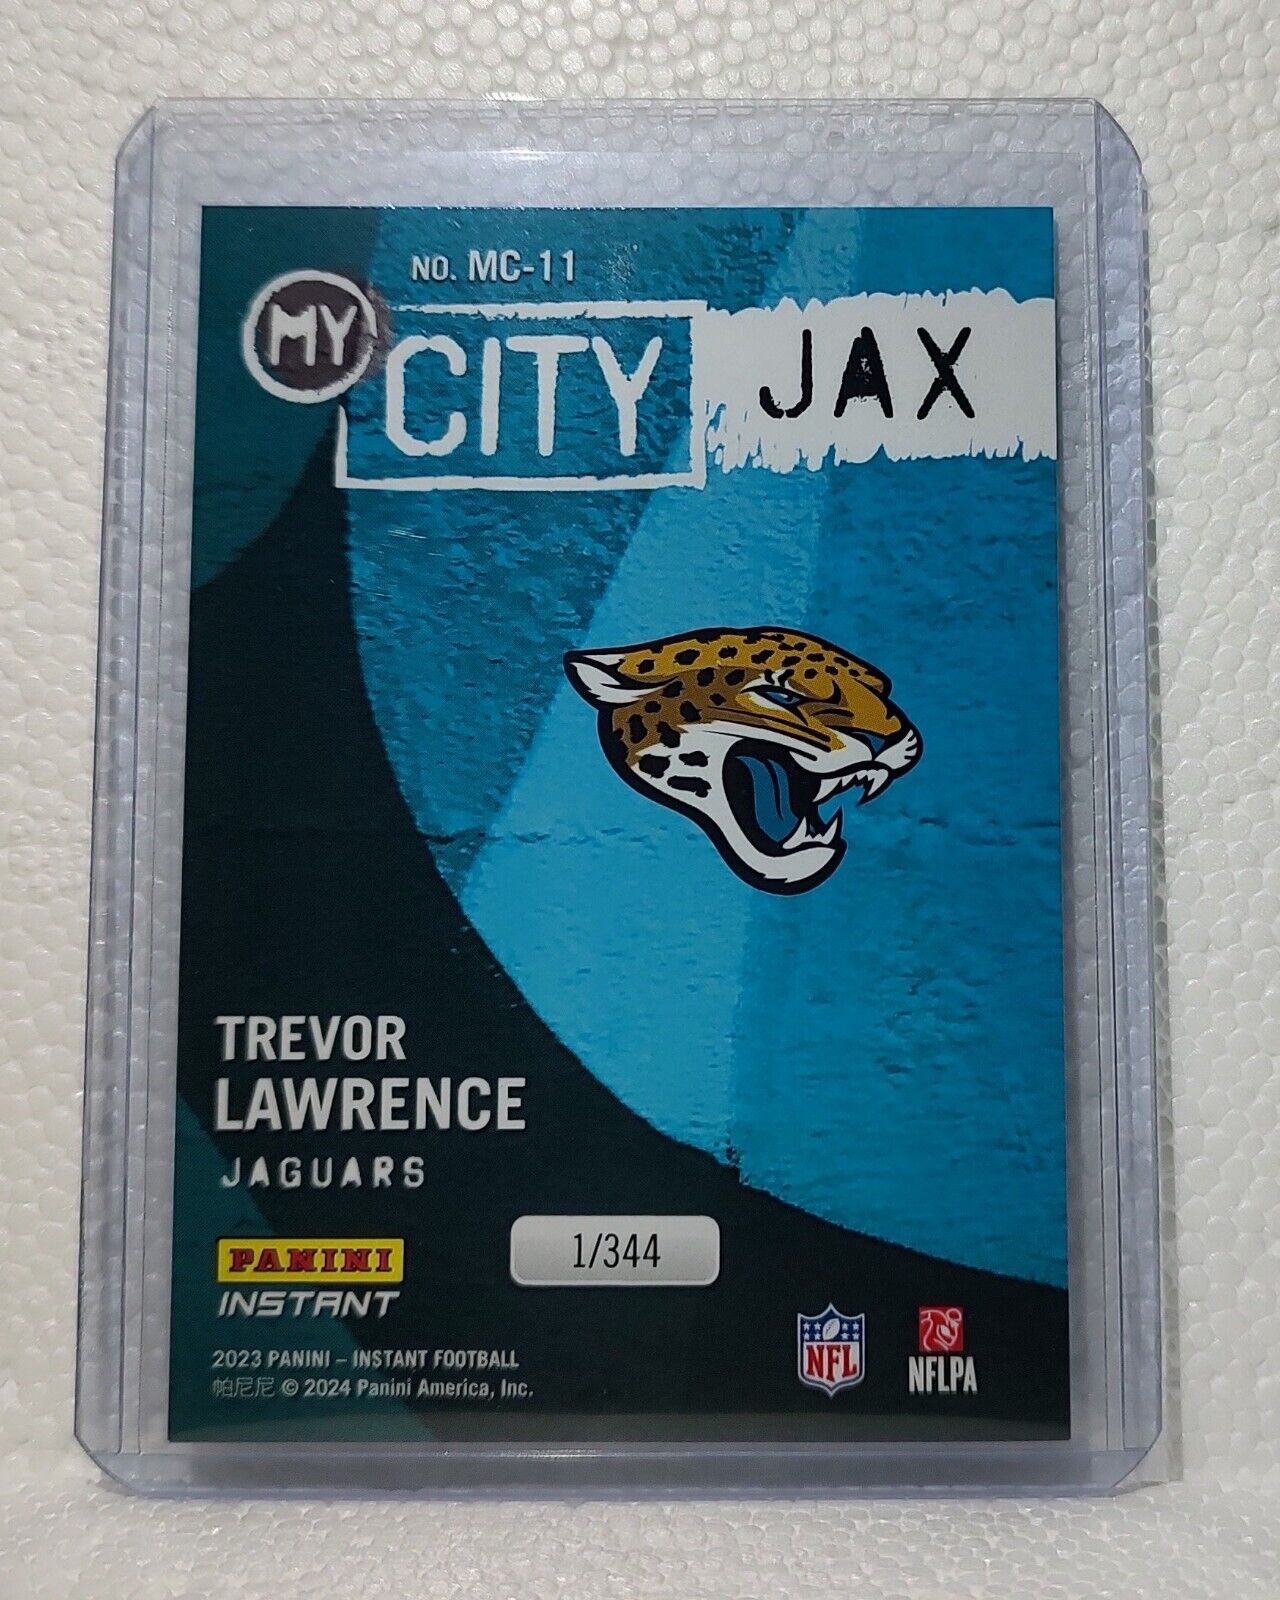 NO. MC-11
MY
CITY
JAX
TREVOR
LAWRENCE
JAGUARS
PANINI
INSTANT
1/344
2023 PANINI – INSTANT FOOTBALL
帕尼尼 © 2024 Panini America, Inc.
NFL
NFLPA